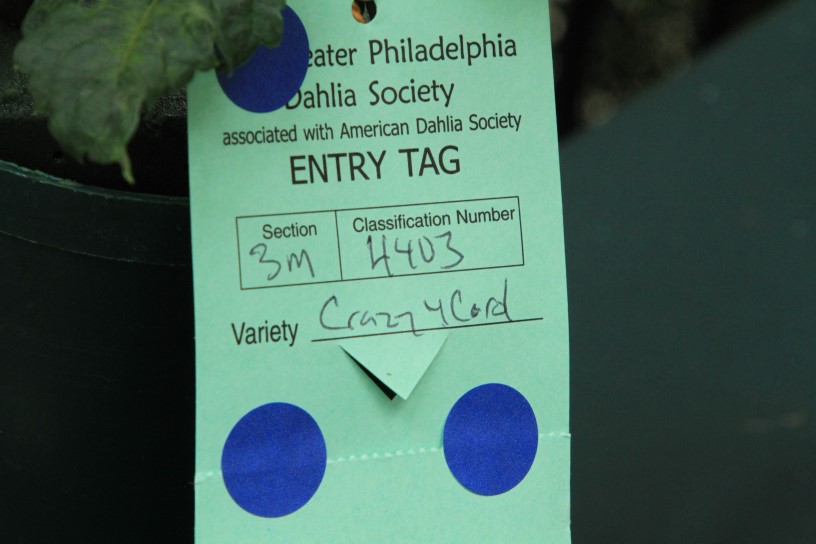 eater Philadelphia
Dahlia Society
associated with American Dahlia Society
ENTRY TAG
Section Classification Number
3M 4403
Variety Crazy 4 Cord